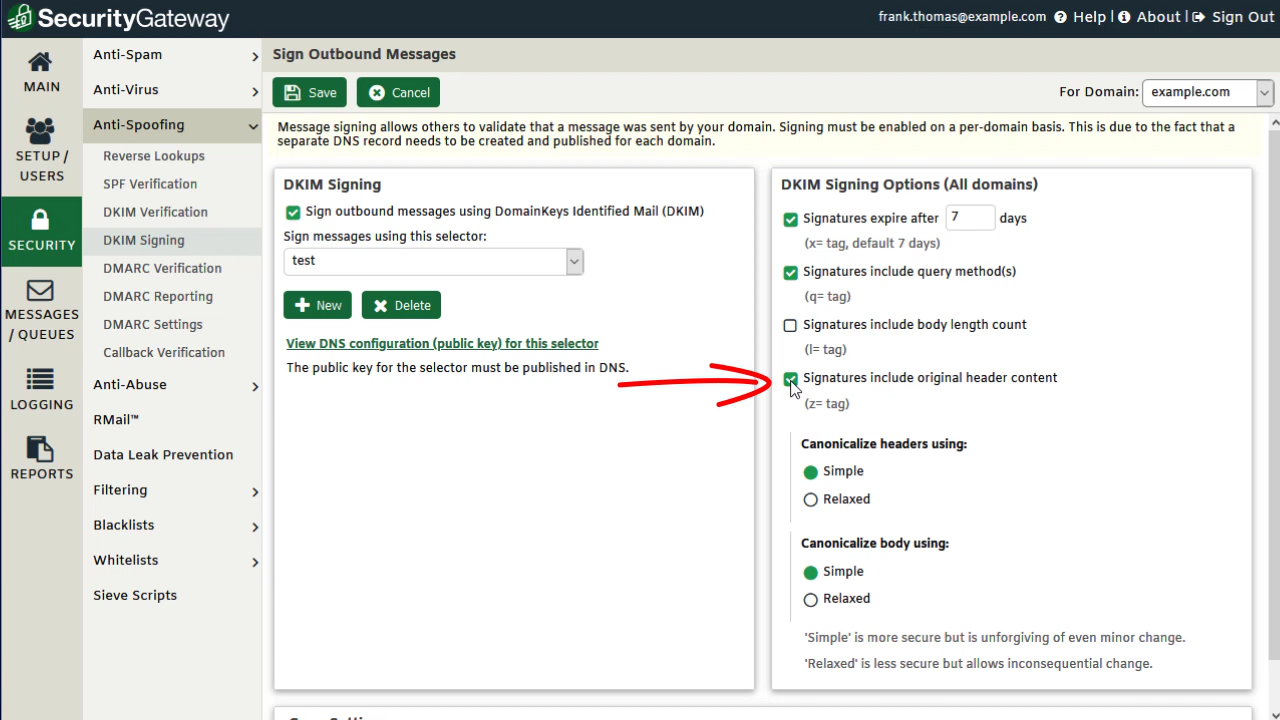 SecurityGateway
frank.thomas@example.com Help | About | Sign Out
MAIN
SETUP /
USERS
SECURITY
MESSAGES
/ QUEUES
LOGGING
REPORTS
Anti-Spam
Anti-Virus
Anti-Spoofing
Reverse Lookups
SPF Verification
DKIM Verification
DKIM Signing
DMARC Verification
DMARC Reporting
DMARC Settings
Callback Verification
Anti-Abuse
RMail™
Data Leak Prevention
Filtering
Blacklists
Whitelists
Sieve Scripts
Sign Outbound Messages
Save Cancel
For Domain: example.com
Message signing allows others to validate that a message was sent by your domain. Signing must be enabled on a per-domain basis. This is due to the fact that a
separate DNS record needs to be created and published for each domain.
DKIM Signing
Sign outbound messages using DomainKeys Identified Mail (DKIM)
Sign messages using this selector:
test
New Delete
View DNS configuration (public key) for this selector
The public key for the selector must be published in DNS.
DKIM Signing Options (All domains)
Signatures expire after 7 days
(x= tag, default 7 days)
Signatures include query method(s)
(q= tag)
Signatures include body length count
(l= tag)
Signatures include original header content
(z= tag)
Canonicalize headers using:
Simple
Relaxed
Canonicalize body using:
Simple
Relaxed
'Simple' is more secure but is unforgiving of even minor change.
'Relaxed' is less secure but allows inconsequential change.